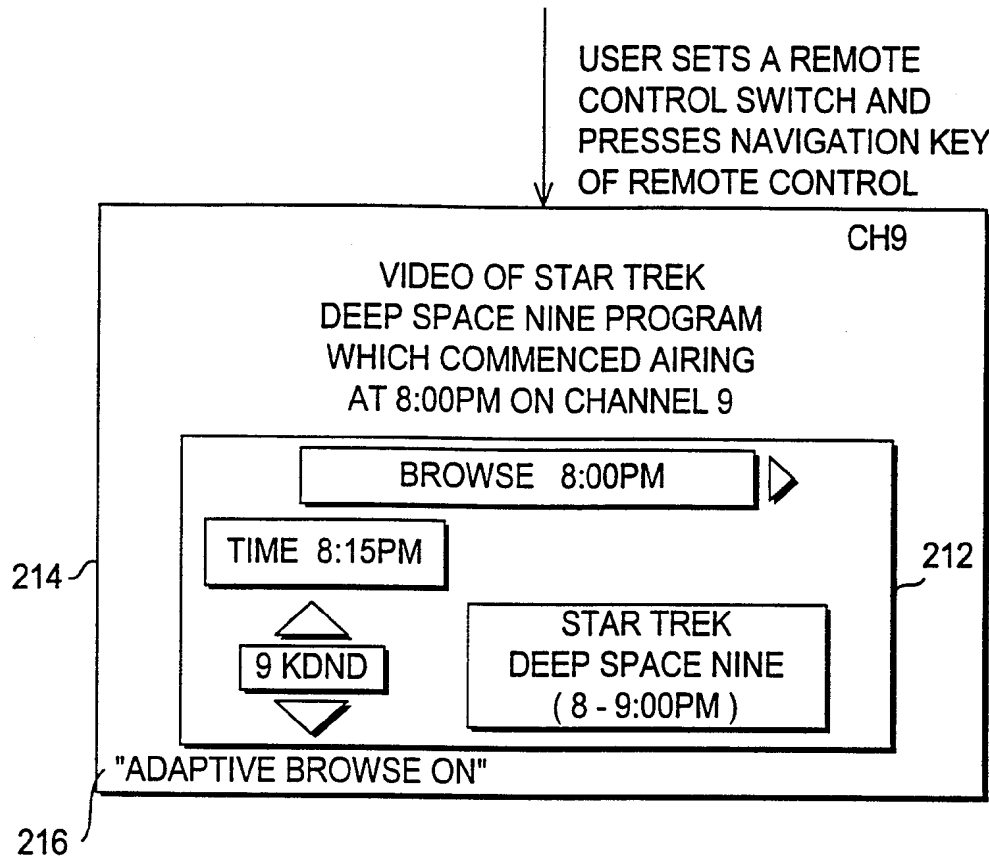 USER SETS A REMOTE
CONTROL SWITCH AND
PRESSES NAVIGATION KEY
OF REMOTE CONTROL
CH9
VIDEO OF STAR TREK
DEEP SPACE NINE PROGRAM
WHICH COMMENCED AIRING
AT 8:00PM ON CHANNEL 9
BROWSE 8:00PM
TIME 8:15PM
214
212
9 KDND
STAR TREK
DEEP SPACE NINE
( 8 - 9:00PM )
"ADAPTIVE BROWSE ON"
216